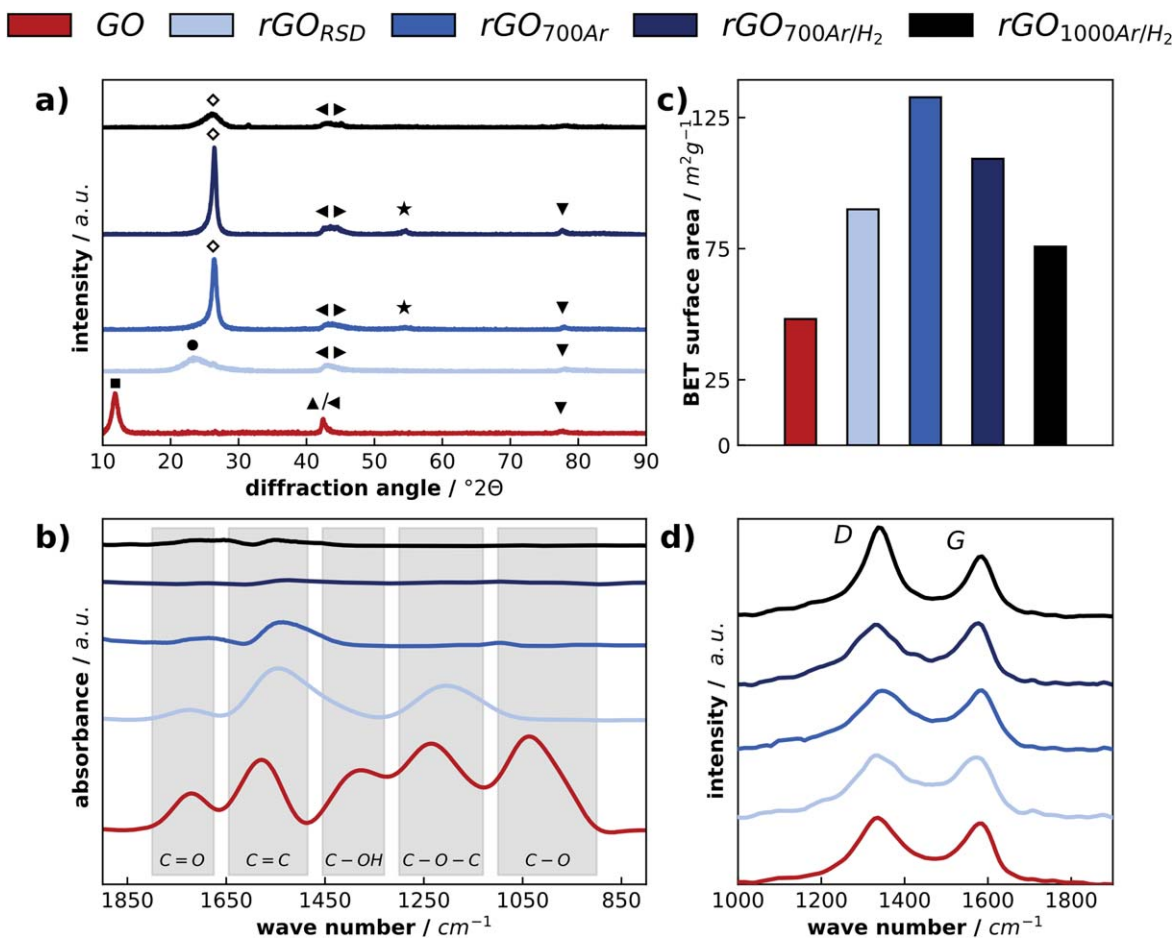 GO rGO_RSD rGO_700Ar rGO_700Ar/H₂ rGO_1000Ar/H₂
a)
intensity / a.u.
10 20 30 40 50 60 70 80 90
diffraction angle / °2Θ
c)
BET surface area / m²g⁻¹
125
75
25
0
b)
absorbance / a.u.
C=O C=C C−OH C−O−C C−O
1850 1650 1450 1250 1050 850
wave number / cm⁻¹
d)
D G
intensity / a.u.
1000 1200 1400 1600 1800
wave number / cm⁻¹